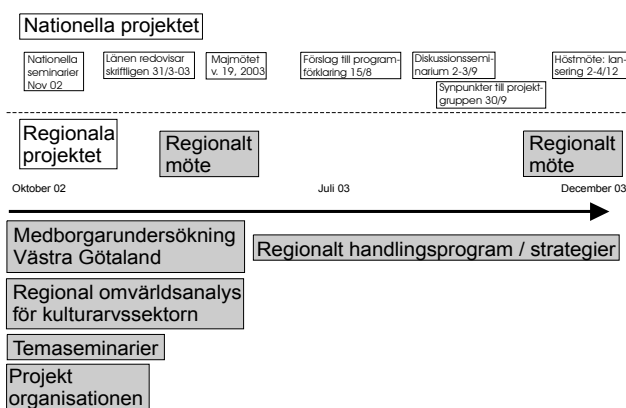 Nationella projektet
Nationella
seminarier
Nov 02
Länen redovisar
skriftligen 31/3-03
Majmötet
v. 19, 2003
Förslag till program-
förklaring 15/8
Diskussionssemi-
narium 2-3/9
Synpunkter till projekt-
gruppen 30/9
Höstmöte: lan-
sering 2-4/12
Regionala
projektet
Regionalt
möte
Regionalt
möte
Oktober 02
Juli 03
December 03
Medborgarundersökning
Västra Götaland
Regionalt handlingsprogram / strategier
Regional omvärldsanalys
för kulturarvssektorn
Temaseminarier
Projekt
organisationen